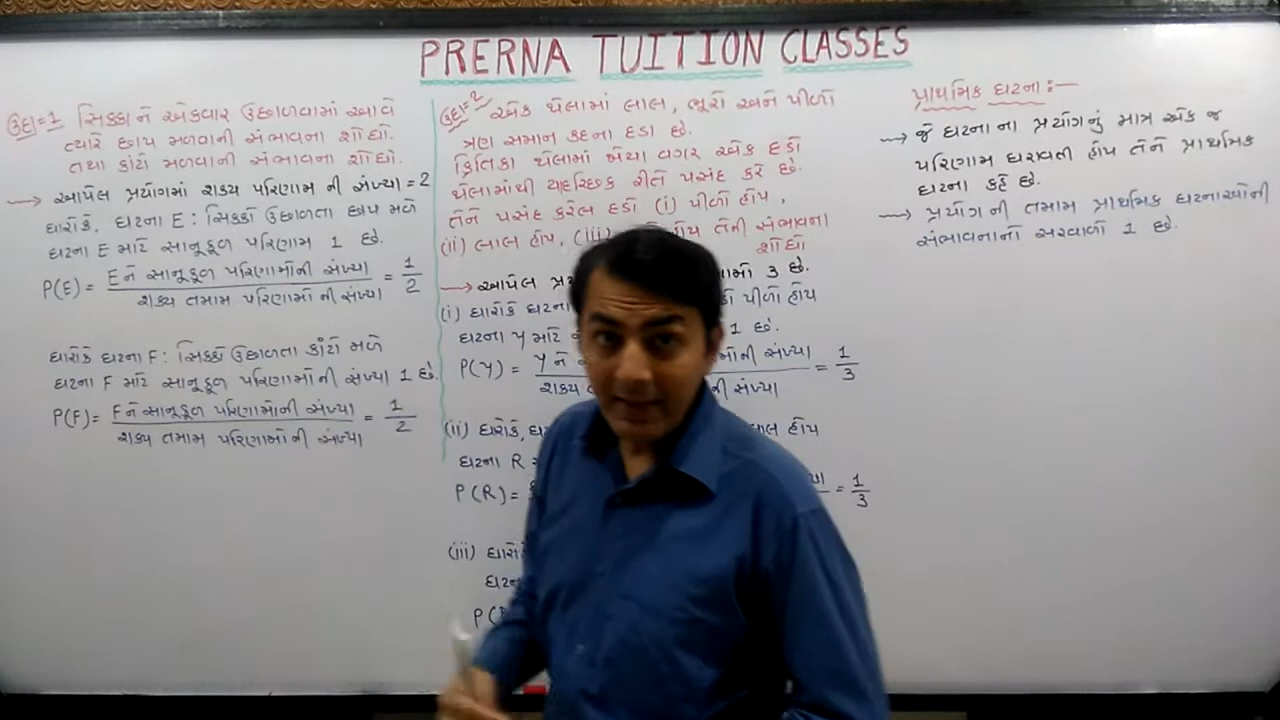 PRERNA TUITION CLASSES
ઉદા=1 સિક્કાને એકવાર ઉછાળવામાં આવે
ત્યારે છાપ મળવાની સંભાવના શોધો.
તથા કાંટો મળવાની સંભાવના શોધો.
→ આપેલ પ્રયોગમાં શક્ય પરિણામ ની સંખ્યા = 2
ધારોકે, ઘટના E : સિક્કો ઉછાળતા છાપ મળે
ઘટના E માટે સાનુકૂળ પરિણામ 1 છે.
P(E) = E ને સાનુકૂળ પરિણામોની સંખ્યા / શક્ય તમામ પરિણામો ની સંખ્યા = 1/2
ધારોકે ઘટના F : સિક્કો ઉછાળતા કાંટો મળે
ઘટના F માટે સાનુકૂળ પરિણામોની સંખ્યા 1 છે.
P(F) = F ને સાનુકૂળ પરિણામોની સંખ્યા / શક્ય તમામ પરિણામોની સંખ્યા = 1/2
ઉદા=2 એક થેલામાં લાલ, ભૂરો અને પીળો
ત્રણ સમાન કદના દડા છે.
ક્રિતિકા થેલામાં જોયા વગર એક દડો
થેલામાંથી યાદચ્છિક રીતે પસંદ કરે છે.
તેને પસંદ કરેલ દડો (i) પીળો હોય,
(ii) લાલ હોય, (iii) હોય તેની સંભાવના
શોધો
→ આપેલ 3 છે.
(i) ધારોકે ઘટના પીળો હોય
ઘટના Y માટે 1 છે.
P(Y) = Y ને સંખ્યા / શક્ય ની સંખ્યા = 1/3
(ii) ધારોકે, લાલ હોય
ઘટના R
P(R) = = 1/3
(iii)
પ્રાથમિક ઘટના :—
→ જે ઘટનાના પ્રયોગનું માત્ર એક જ
પરિણામ ધરાવતી હોય તેને પ્રાથમિક
ઘટના કહે છે.
→ પ્રયોગની તમામ પ્રાથમિક ઘટનાઓની
સંભાવનાનો સરવાળો 1 છે.